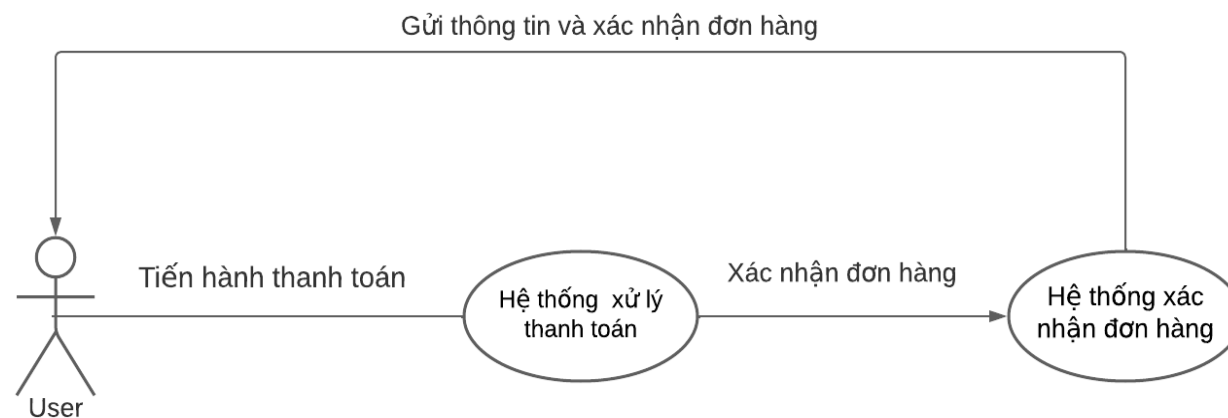 Gửi thông tin và xác nhận đơn hàng
Tiến hành thanh toán
Xác nhận đơn hàng
Hệ thống xử lý
thanh toán
Hệ thống xác
nhận đơn hàng
User